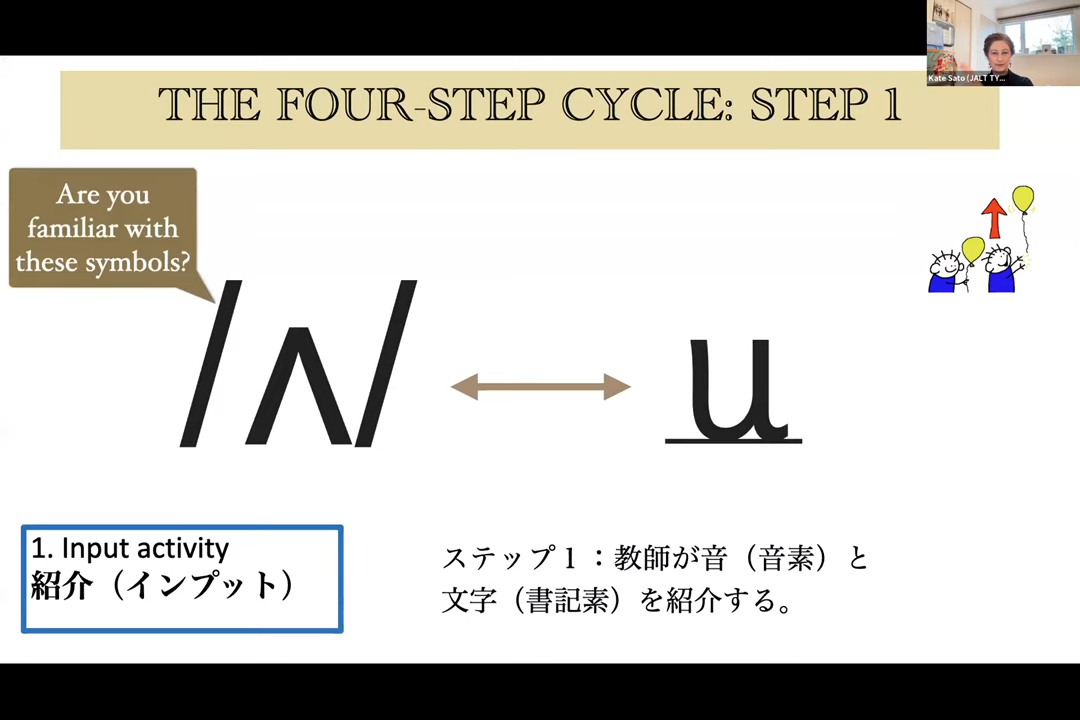 Kate Sato (JALT TY...
THE FOUR-STEP CYCLE: STEP 1
Are you
familiar with
these symbols?
/ʌ/
u
1. Input activity
紹介（インプット）
ステップ１：教師が音（音素）と
文字（書記素）を紹介する。